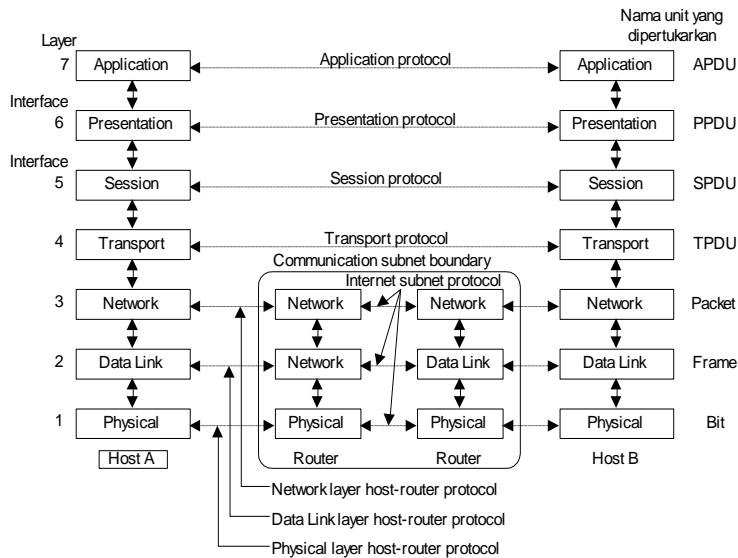 Nama unit yang
dipertukarkan
Layer
7 Application Application protocol Application APDU
Interface
6 Presentation Presentation protocol Presentation PPDU
Interface
5 Session Session protocol Session SPDU
4 Transport Transport protocol Transport TPDU
Communication subnet boundary
Internet subnet protocol
3 Network Network Network Network Packet
2 Data Link Network Data Link Data Link Frame
1 Physical Physical Physical Physical Bit
Host A Router Router Host B
Network layer host-router protocol
Data Link layer host-router protocol
Physical layer host-router protocol